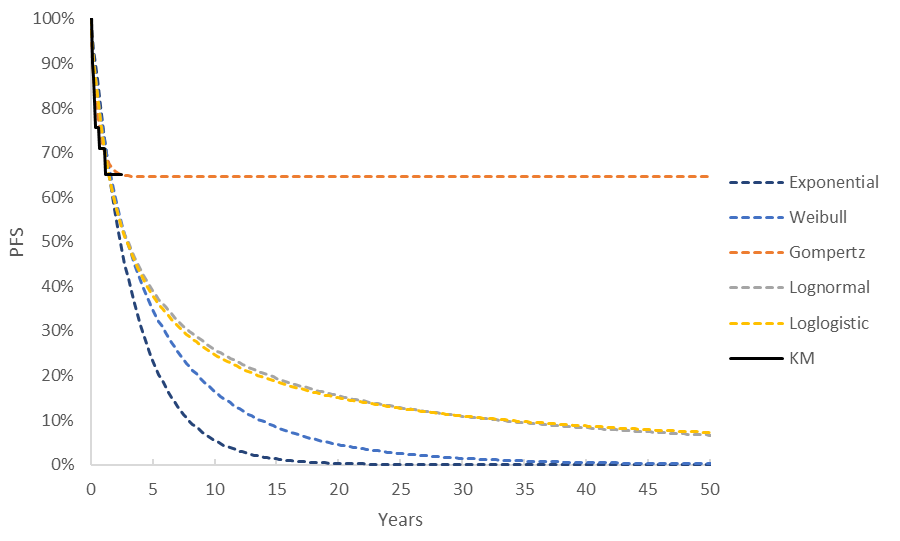 100%
90%
80%
70%
60%
50%
40%
30%
20%
10%
0%
PFS
0 5 10 15 20 25 30 35 40 45 50
Years
Exponential
Weibull
Gompertz
Lognormal
Loglogistic
KM